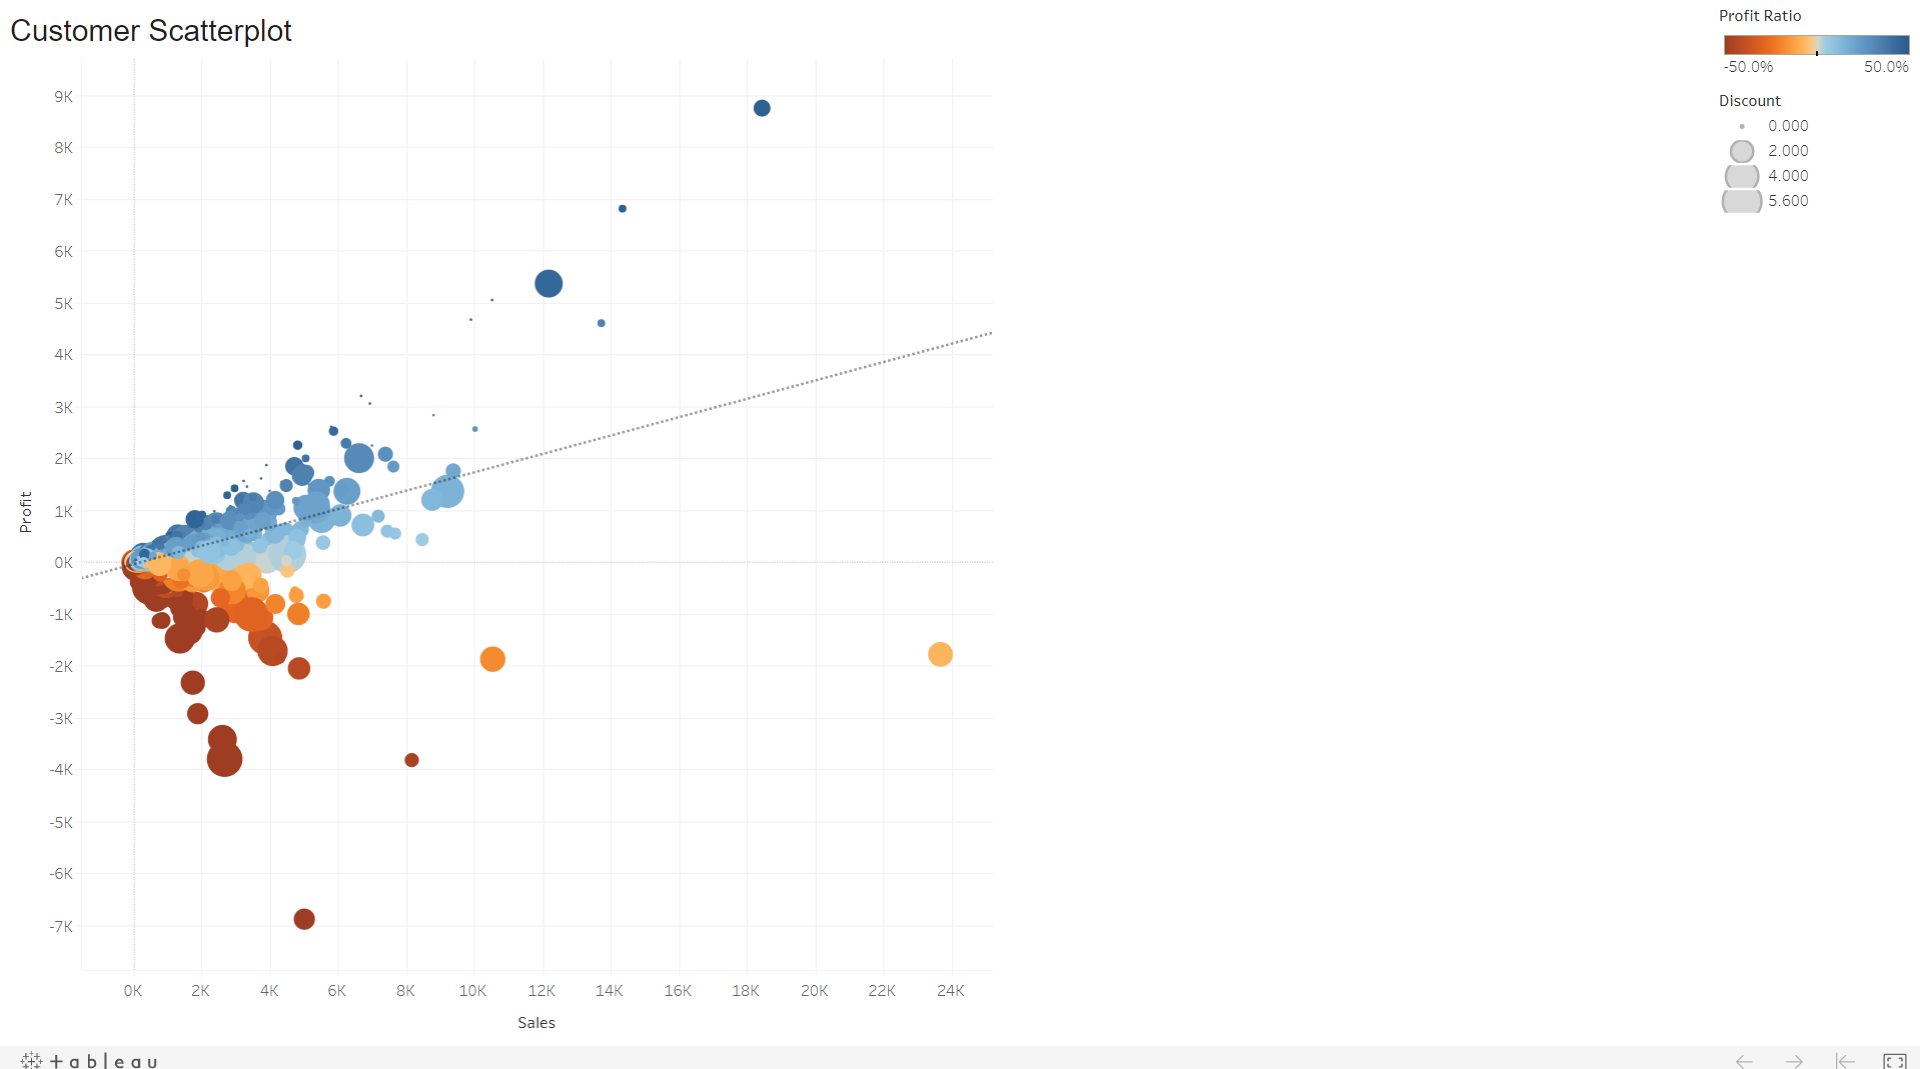 Customer Scatterplot
Profit Ratio
-50.0% 50.0%
Discount
0.000
2.000
4.000
5.600
9K
8K
7K
6K
5K
4K
3K
2K
1K
0K
-1K
-2K
-3K
-4K
-5K
-6K
-7K
Profit
0K 2K 4K 6K 8K 10K 12K 14K 16K 18K 20K 22K 24K
Sales
+ a b l e a u